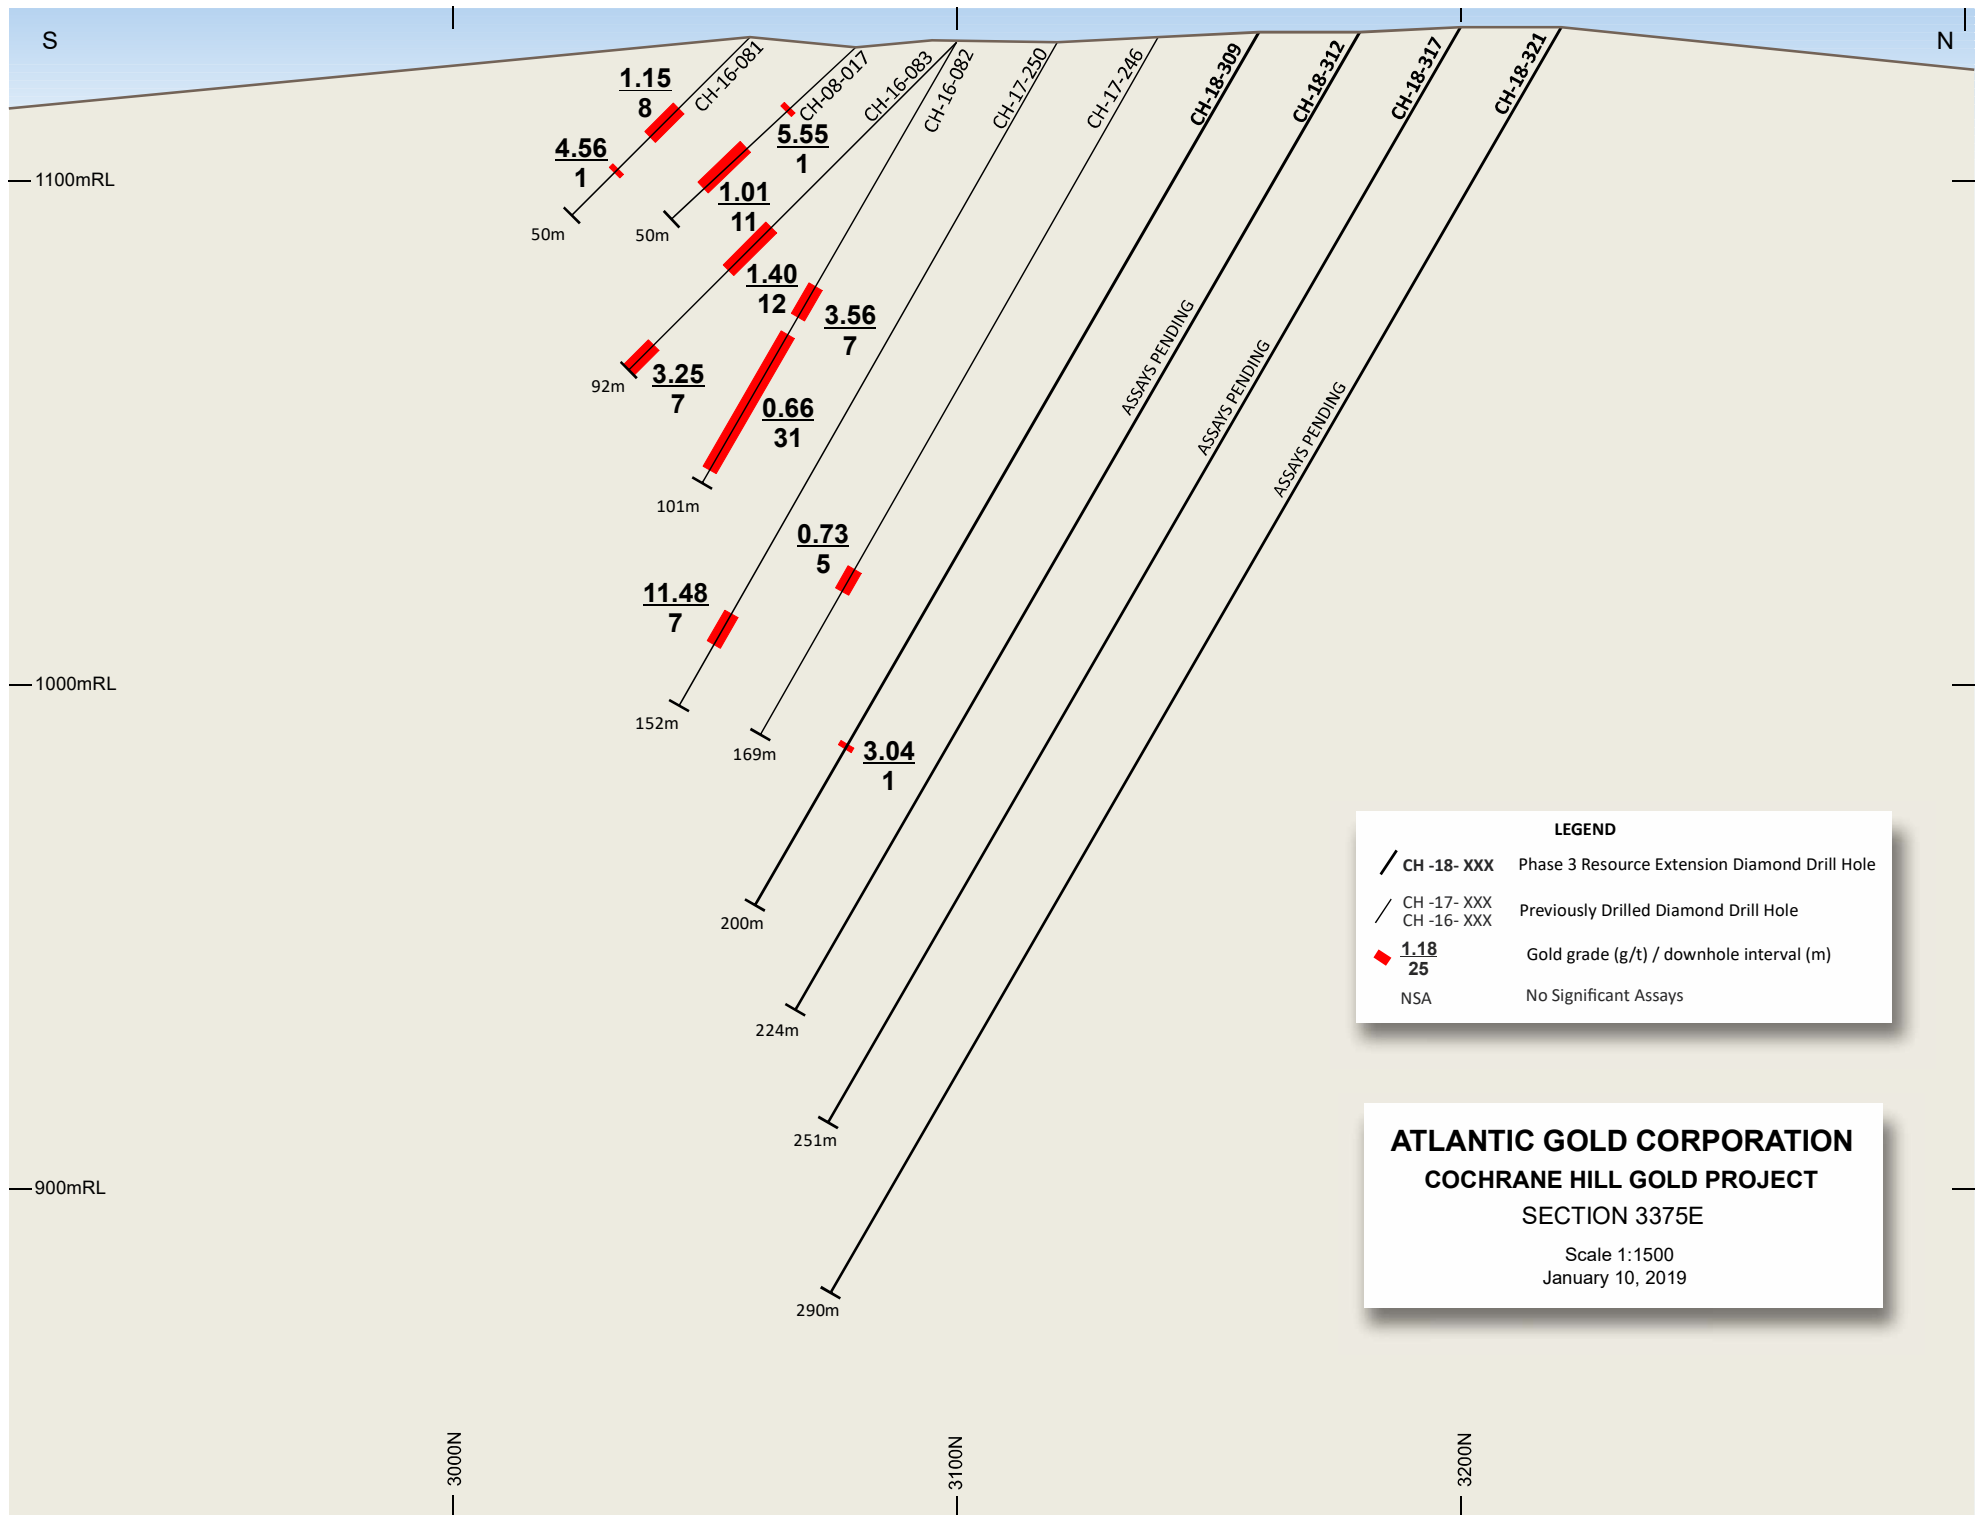 S
N
CH-16-081
CH-08-017
CH-16-083
CH-16-082
CH-17-250
CH-17-246
CH-18-309
CH-18-312
CH-18-317
CH-18-321
1.15
8
4.56
1
5.55
1
1100mRL
1.01
11
50m
50m
1.40
12
3.56
7
92m
3.25
7
0.66
31
ASSAYS PENDING
ASSAYS PENDING
ASSAYS PENDING
101m
0.73
5
11.48
7
1000mRL
152m
169m
3.04
1
200m
224m
251m
900mRL
290m
LEGEND
CH -18- XXX Phase 3 Resource Extension Diamond Drill Hole
CH -17- XXX
CH -16- XXX
Previously Drilled Diamond Drill Hole
1.18
25
Gold grade (g/t) / downhole interval (m)
NSA No Significant Assays
ATLANTIC GOLD CORPORATION
COCHRANE HILL GOLD PROJECT
SECTION 3375E
Scale 1:1500
January 10, 2019
3000N
3100N
3200N